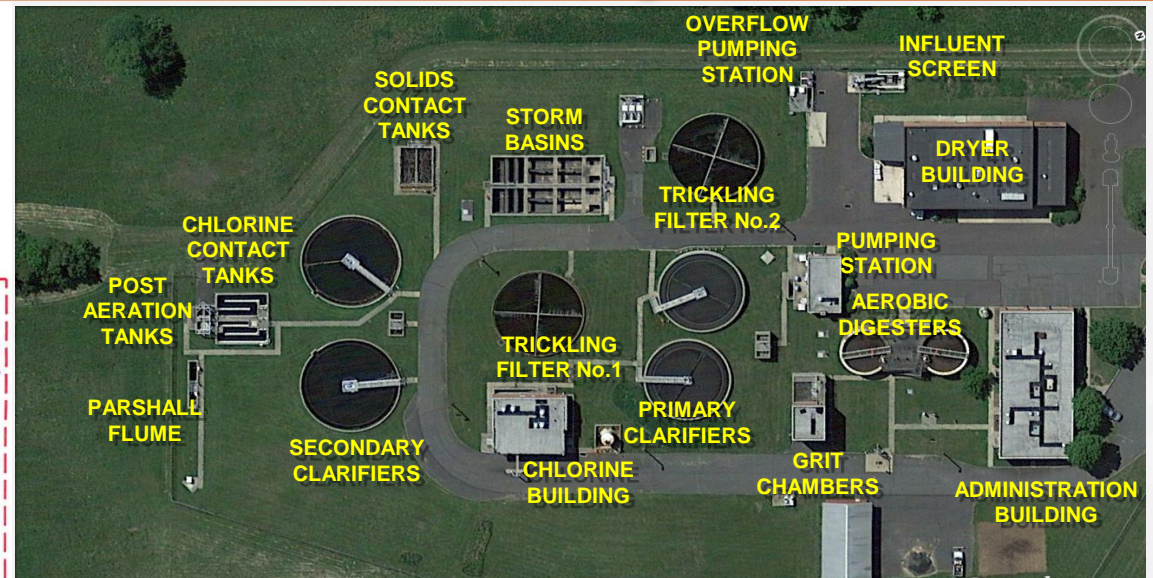 OVERFLOW
PUMPING
STATION
INFLUENT
SCREEN
SOLIDS
CONTACT
TANKS
STORM
BASINS
DRYER
BUILDING
TRICKLING
FILTER No.2
CHLORINE
CONTACT
TANKS
PUMPING
STATION
POST
AERATION
TANKS
AEROBIC
DIGESTERS
TRICKLING
FILTER No.1
PARSHALL
FLUME
PRIMARY
CLARIFIERS
SECONDARY
CLARIFIERS
CHLORINE
BUILDING
GRIT
CHAMBERS
ADMINISTRATION
BUILDING
N